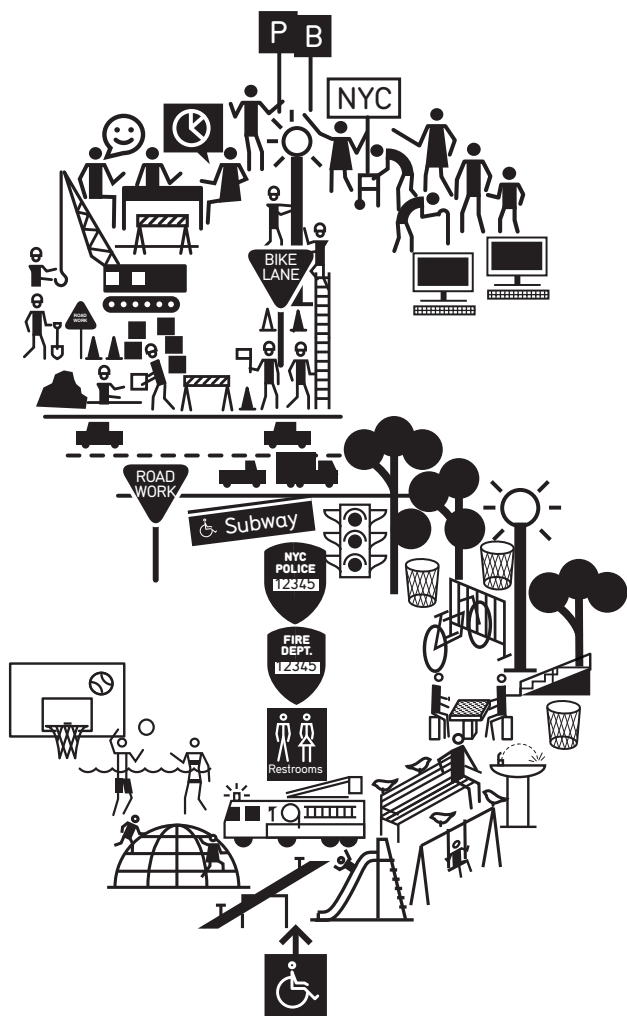 P B
NYC
BIKE
LANE
ROAD
WORK
ROAD
WORK
Subway
NYC
POLICE
12345
FIRE
DEPT.
12345
Restrooms